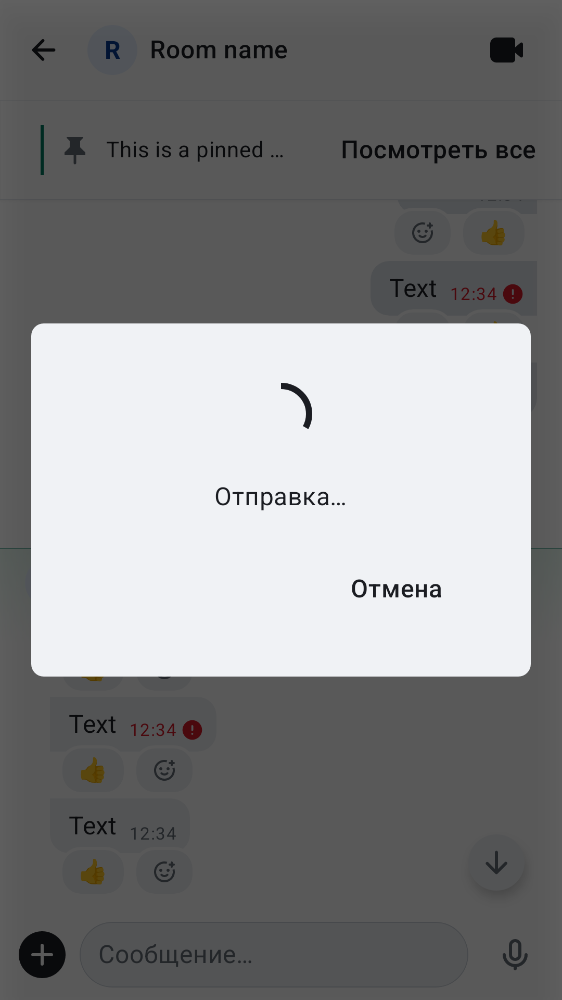 R Room name
This is a pinned … Посмотреть все
Text 12:34
Отправка…
Отмена
Text 12:34
Text 12:34
Сообщение…